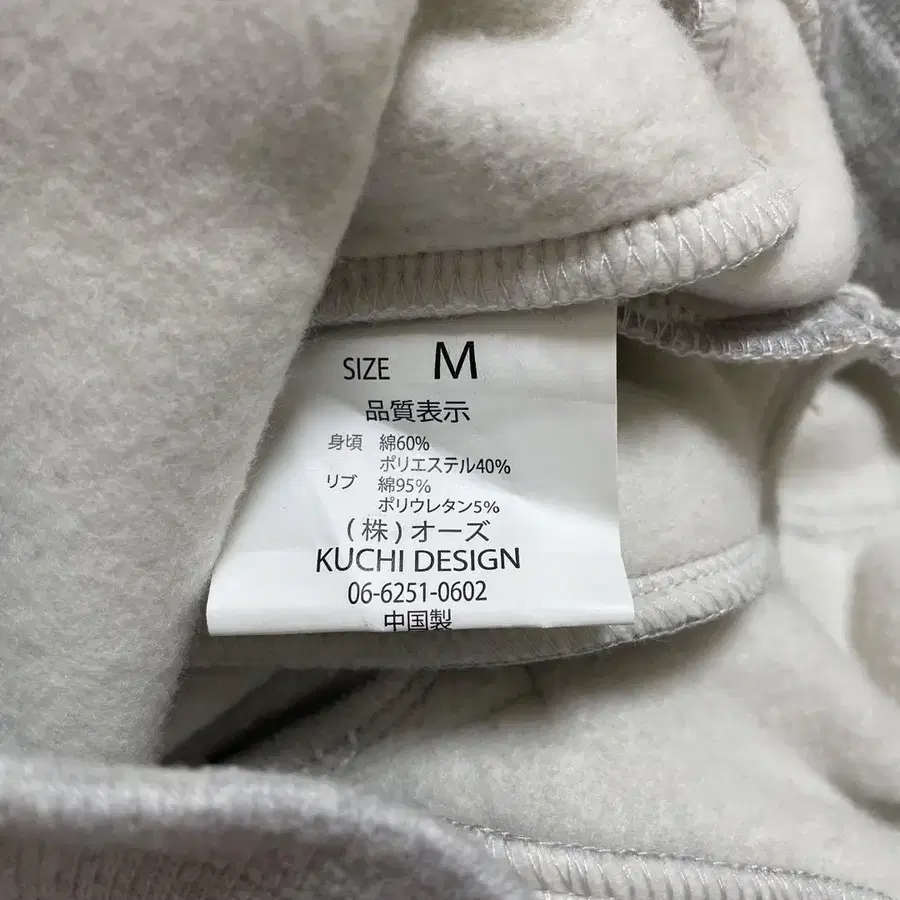 SIZE M
品質表示
身頃 綿60%
ポリエステル40%
リブ 綿95%
ポリウレタン5%
(株)オーズ
KUCHI DESIGN
06-6251-0602
中国製